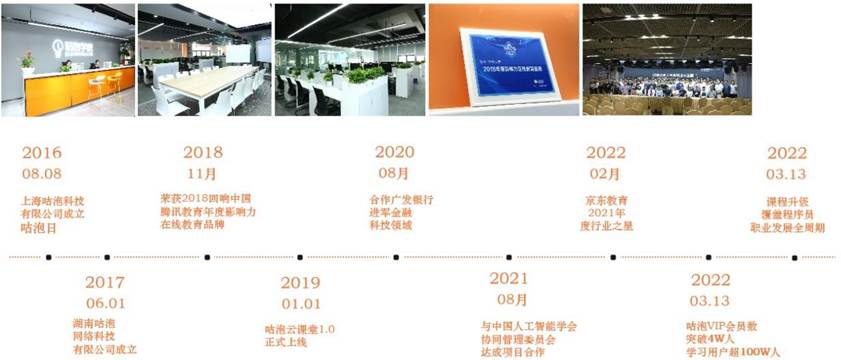 2016
08.08
上海咕泡科技
有限公司成立
咕泡日
2017
06.01
湖南咕泡
网络科技
有限公司成立
2018
11月
荣获2018回响中国
腾讯教育年度影响力
在线教育品牌
2019
01.01
咕泡云课堂1.0
正式上线
2020
08月
合作广发银行
进军金融
科技领域
2021
08月
与中国人工智能学会
协同管理委员会
达成项目合作
2022
02月
京东教育
2021年
度行业之星
2022
03.13
咕泡VIP会员数
突破4W人
学习用户超100W人
2022
03.13
课程升级
覆盖程序员
职业发展全周期